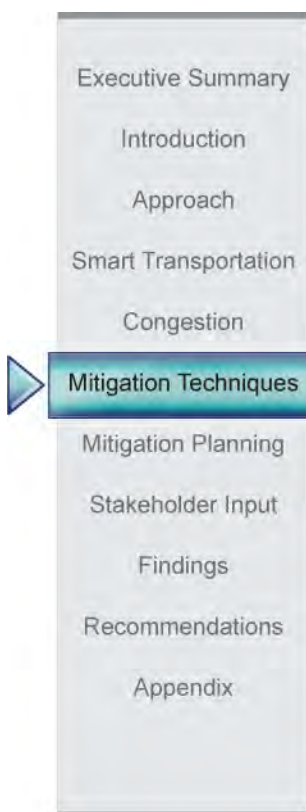 Executive Summary
Introduction
Approach
Smart Transportation
Congestion
Mitigation Techniques
Mitigation Planning
Stakeholder Input
Findings
Recommendations
Appendix